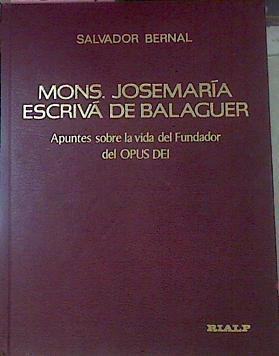 SALVADOR BERNAL
MONS. JOSEMARÍA
ESCRIVÁ DE BALAGUER
Apuntes sobre la vida del Fundador
del OPUS DEI
RIALP